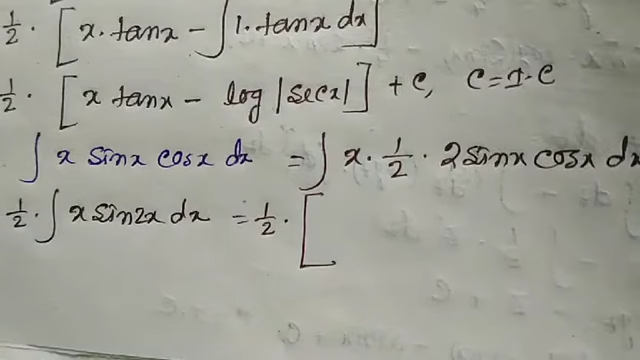 1/2 · [x · tanx - ∫1 · tanx dx]
1/2 · [x tanx - log |secx|] + c, c = I · C
∫ x sinx cosx dx = ∫ x · 1/2 · 2sinx cosx dx
1/2 · ∫ x sin2x dx = 1/2 · [